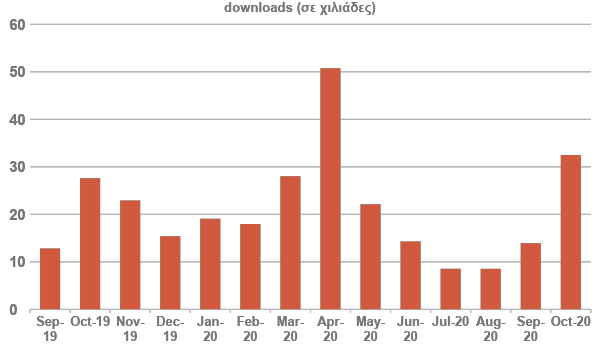 downloads (σε χιλιάδες)
60
50
40
30
20
10
0
Sep-19
Oct-19
Nov-19
Dec-19
Jan-20
Feb-20
Mar-20
Apr-20
May-20
Jun-20
Jul-20
Aug-20
Sep-20
Oct-20